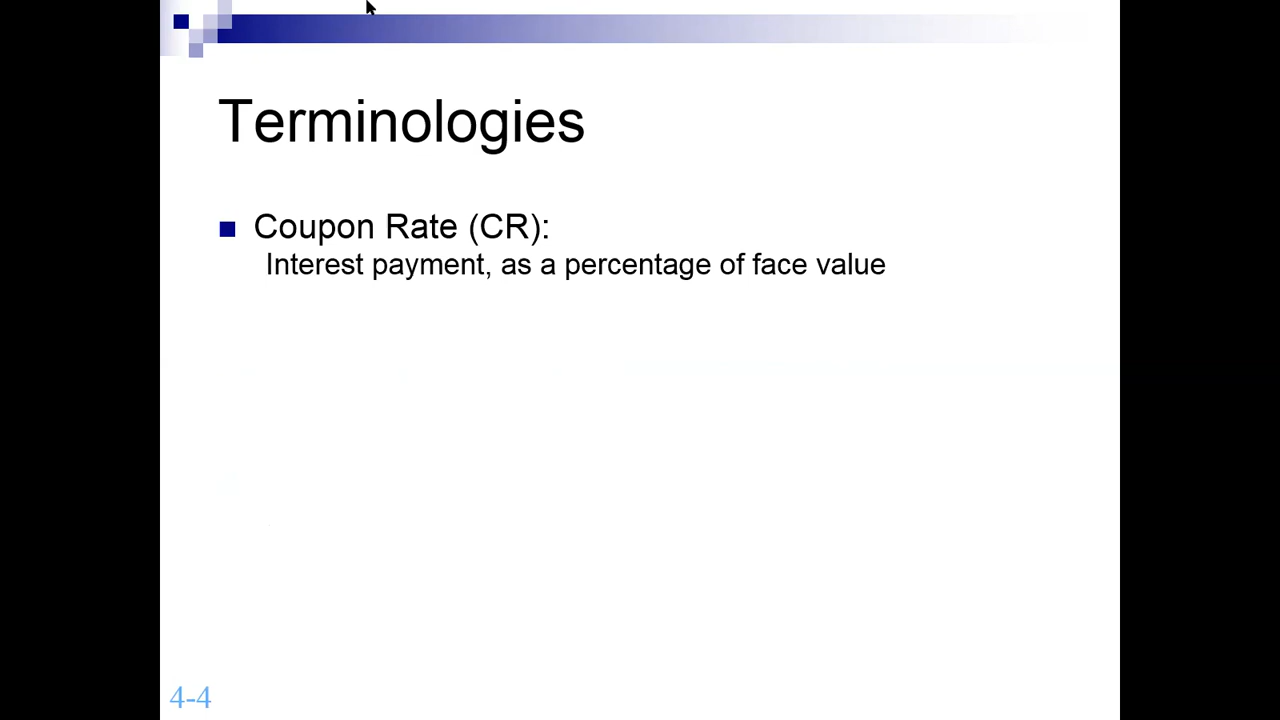 Terminologies
Coupon Rate (CR):
Interest payment, as a percentage of face value
4-4